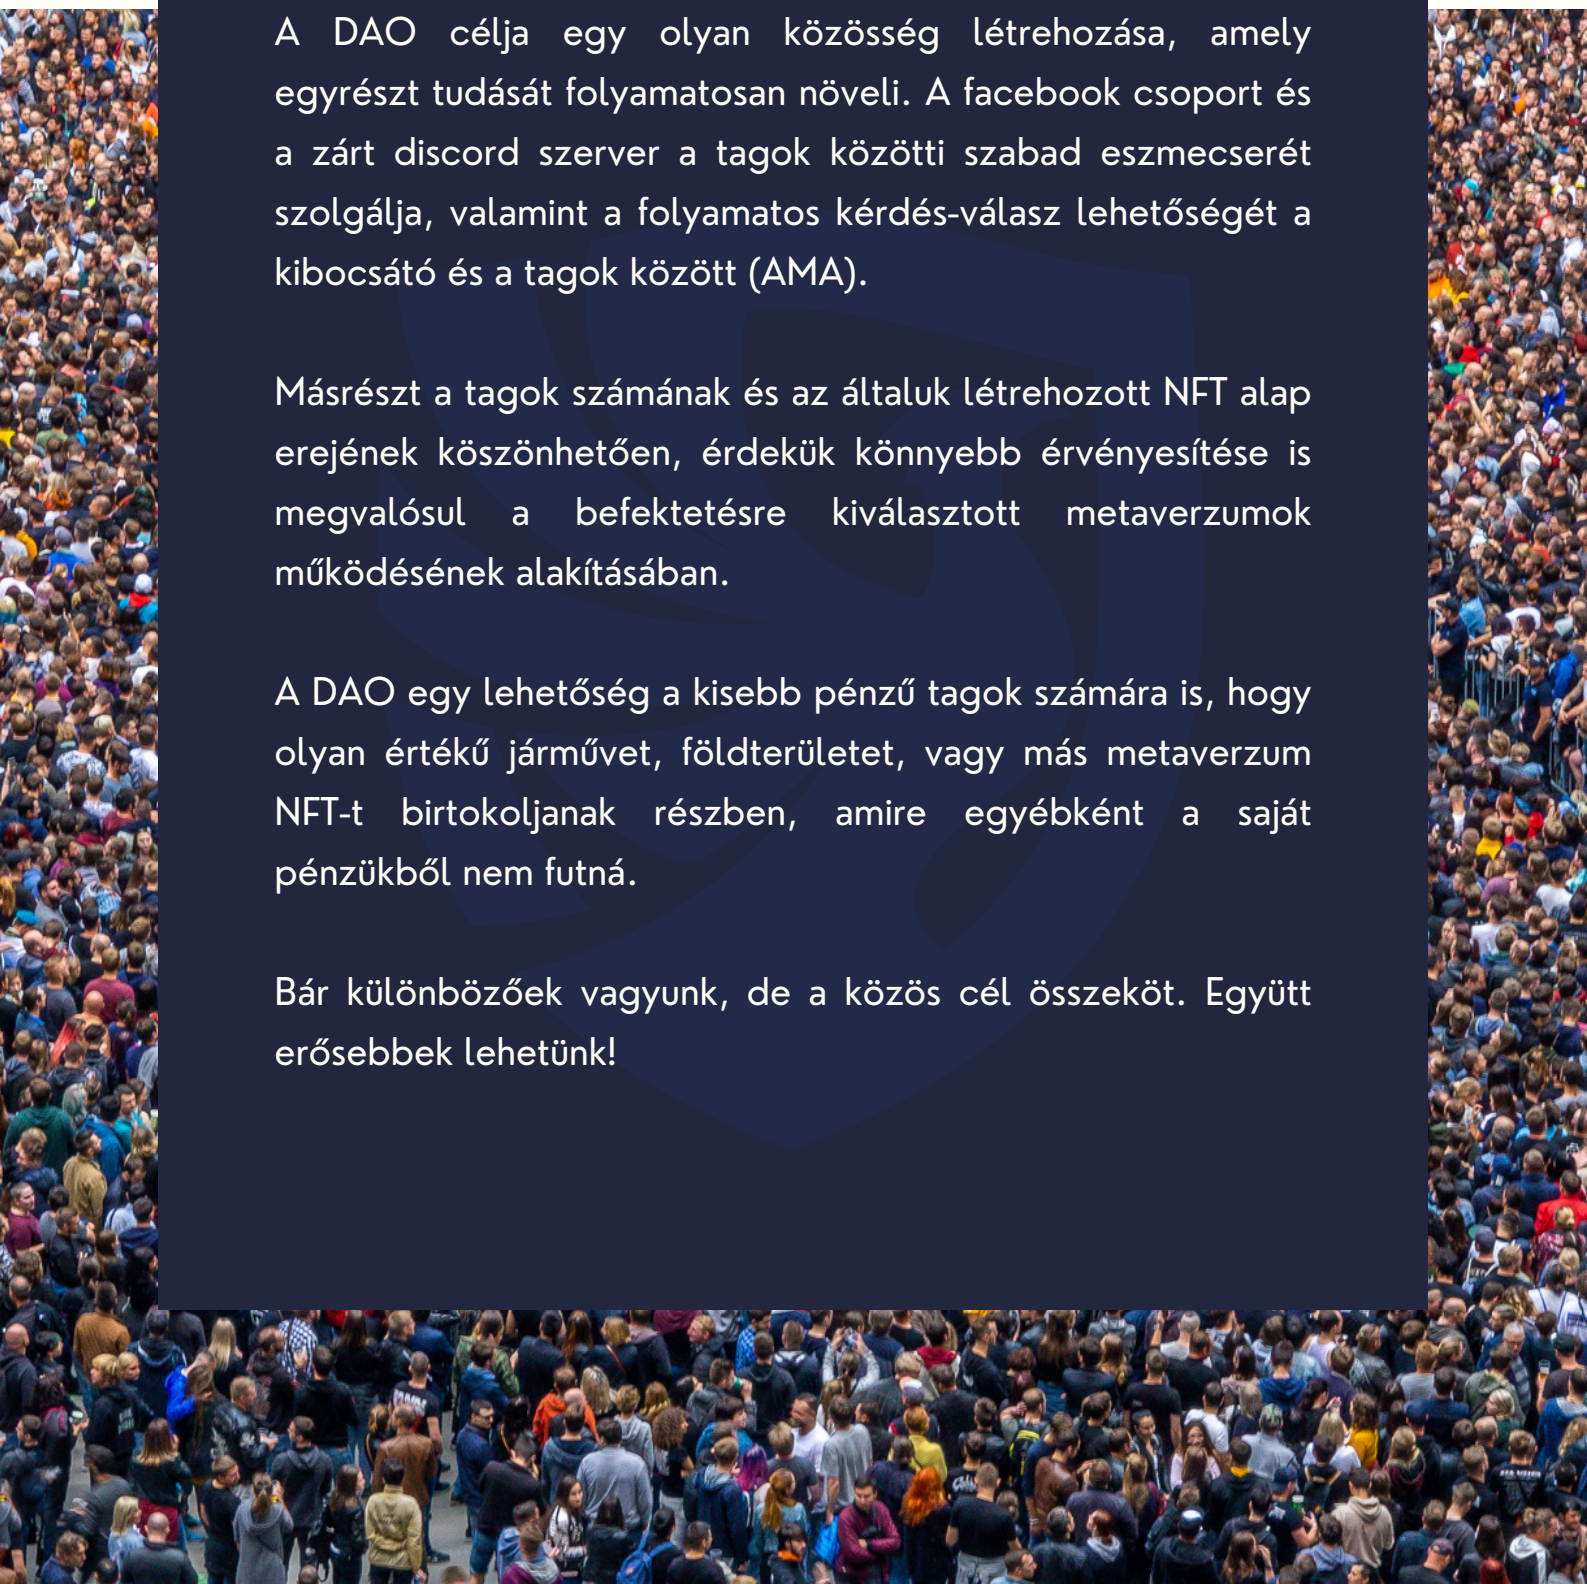 A DAO célja egy olyan közösség létrehozása, amely
egyrészt tudását folyamatosan növeli. A facebook csoport és
a zárt discord szerver a tagok közötti szabad eszmecserét
szolgálja, valamint a folyamatos kérdés-válasz lehetőségét a
kibocsátó és a tagok között (AMA).
Másrészt a tagok számának és az általuk létrehozott NFT alap
erejének köszönhetően, érdekük könnyebb érvényesítése is
megvalósul a befektetésre kiválasztott metaverzumok
működésének alakításában.
A DAO egy lehetőség a kisebb pénzű tagok számára is, hogy
olyan értékű járművet, földterületet, vagy más metaverzum
NFT-t birtokoljanak részben, amire egyébként a saját
pénzükből nem futná.
Bár különbözőek vagyunk, de a közös cél összeköt. Együtt
erősebbek lehetünk!